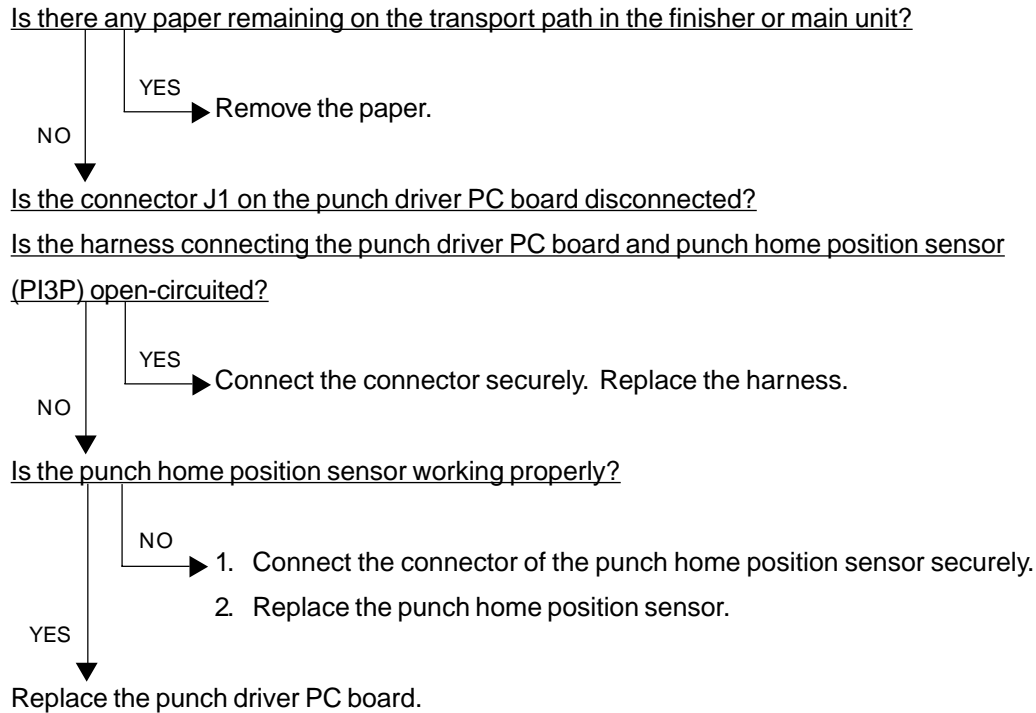 Is there any paper remaining on the transport path in the finisher or main unit?
YES
Remove the paper.
NO
Is the connector J1 on the punch driver PC board disconnected?
Is the harness connecting the punch driver PC board and punch home position sensor
(PI3P) open-circuited?
YES
Connect the connector securely. Replace the harness.
NO
Is the punch home position sensor working properly?
NO
1. Connect the connector of the punch home position sensor securely.
2. Replace the punch home position sensor.
YES
Replace the punch driver PC board.